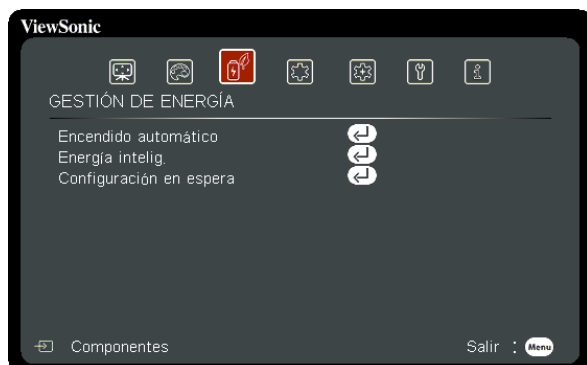 ViewSonic
GESTIÓN DE ENERGÍA
Encendido automático
Energía intelig.
Configuración en espera
Componentes
Salir : Menu